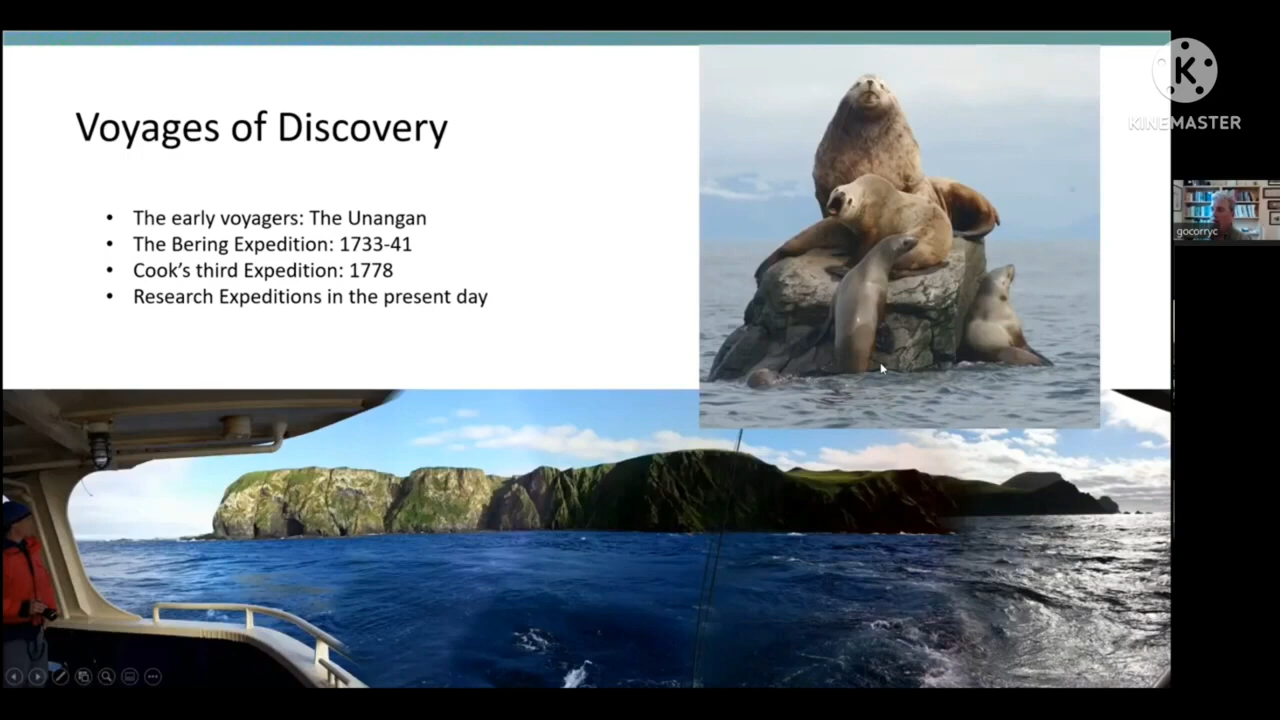 Voyages of Discovery
• The early voyagers: The Unangan
• The Bering Expedition: 1733-41
• Cook’s third Expedition: 1778
• Research Expeditions in the present day
K
KINEMASTER
gocorryc